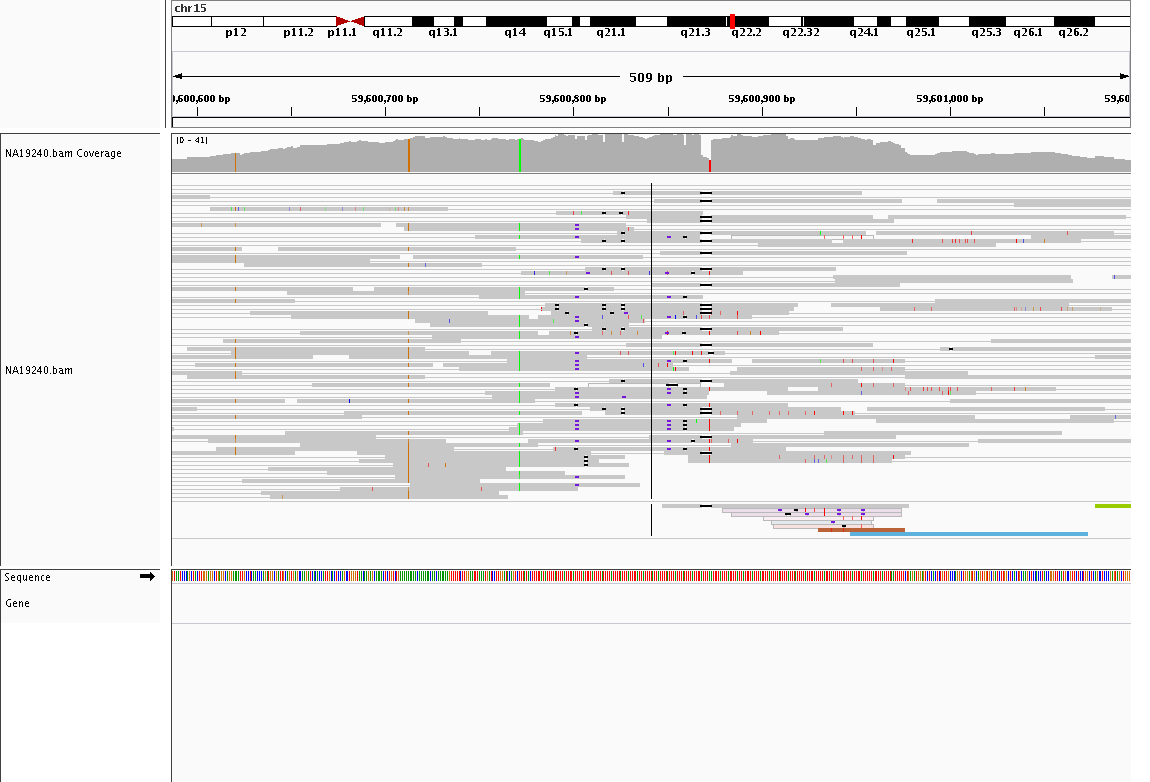 chr15
p12 p11.2 p11.1 q11.2 q13.1 q14 q15.1 q21.1 q21.3 q22.2 q22.32 q24.1 q25.1 q25.3 q26.1 q26.2
509 bp
,600,600 bp 59,600,700 bp 59,600,800 bp 59,600,900 bp 59,601,000 bp 59,60
NA19240.bam Coverage
[0 - 41]
NA19240.bam
Sequence
Gene